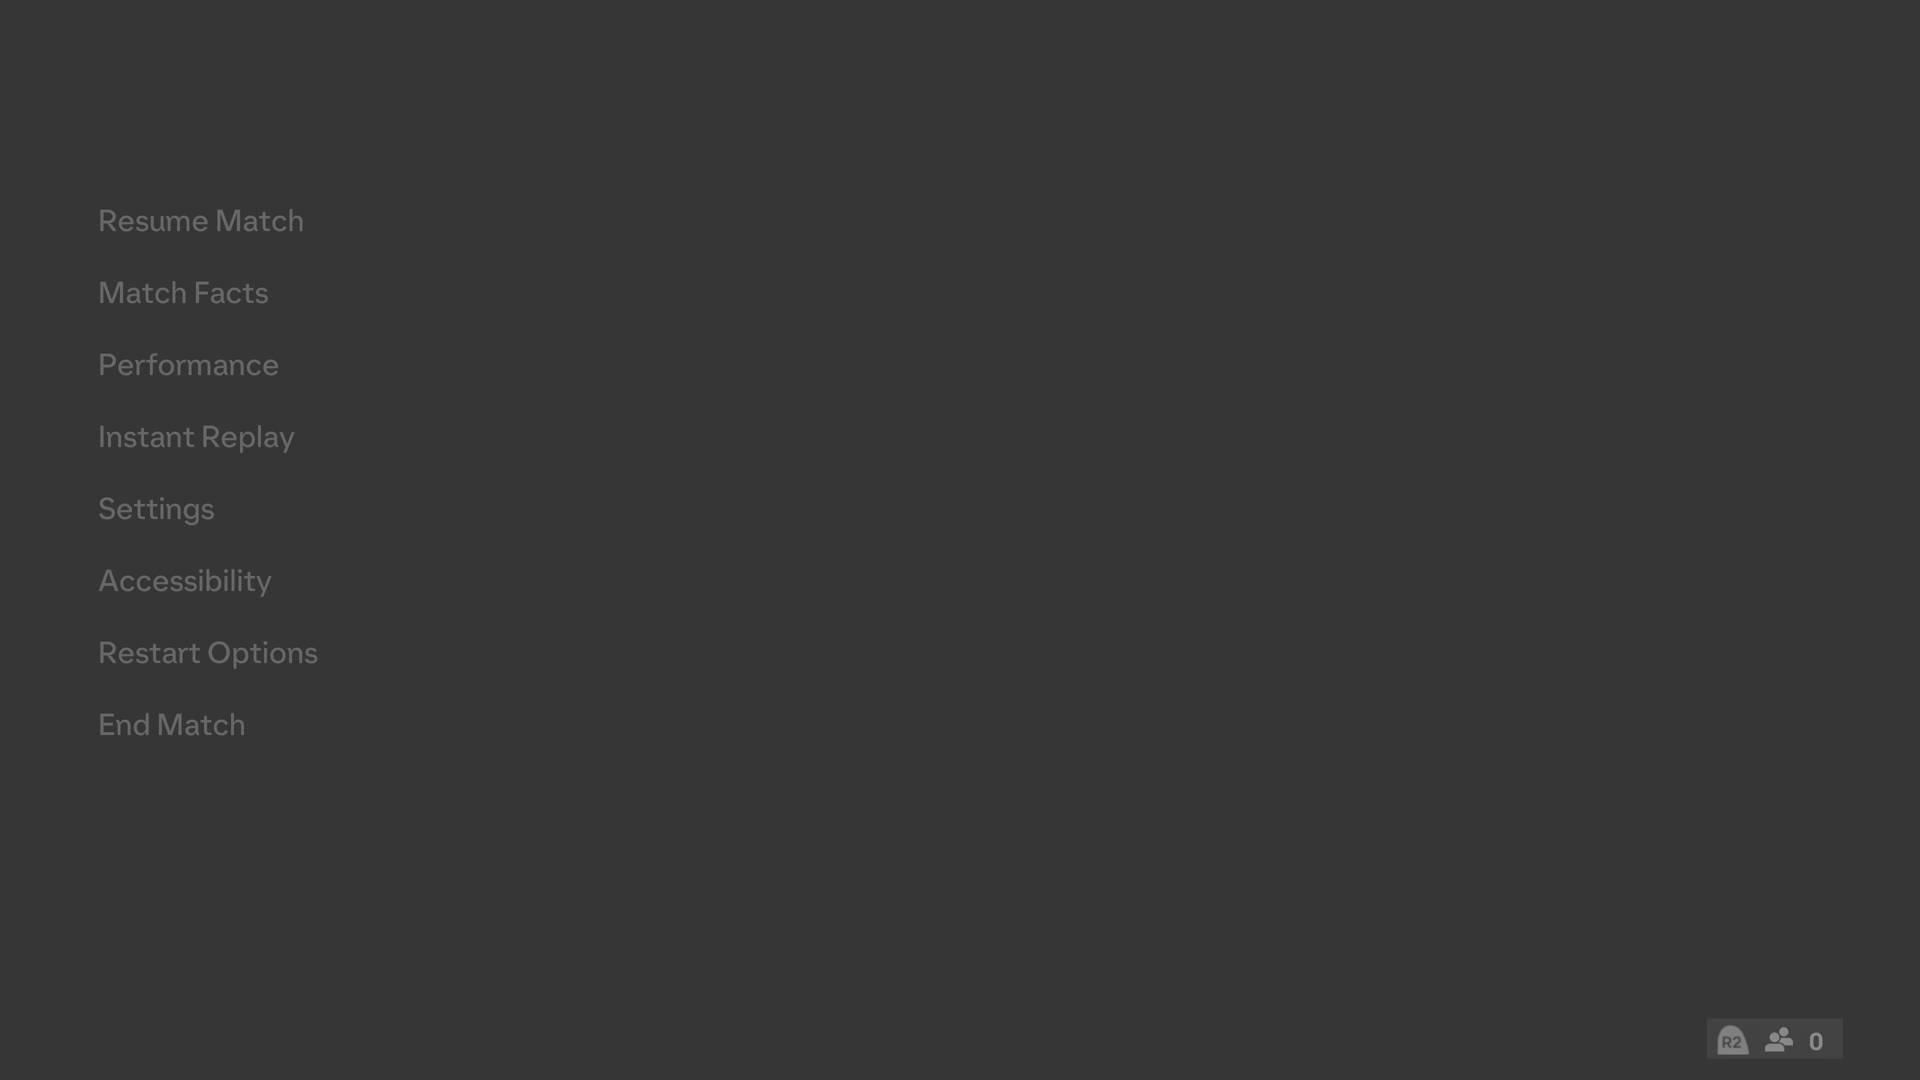 Resume Match
Match Facts
Performance
Instant Replay
Settings
Accessibility
Restart Options
End Match
R2 0